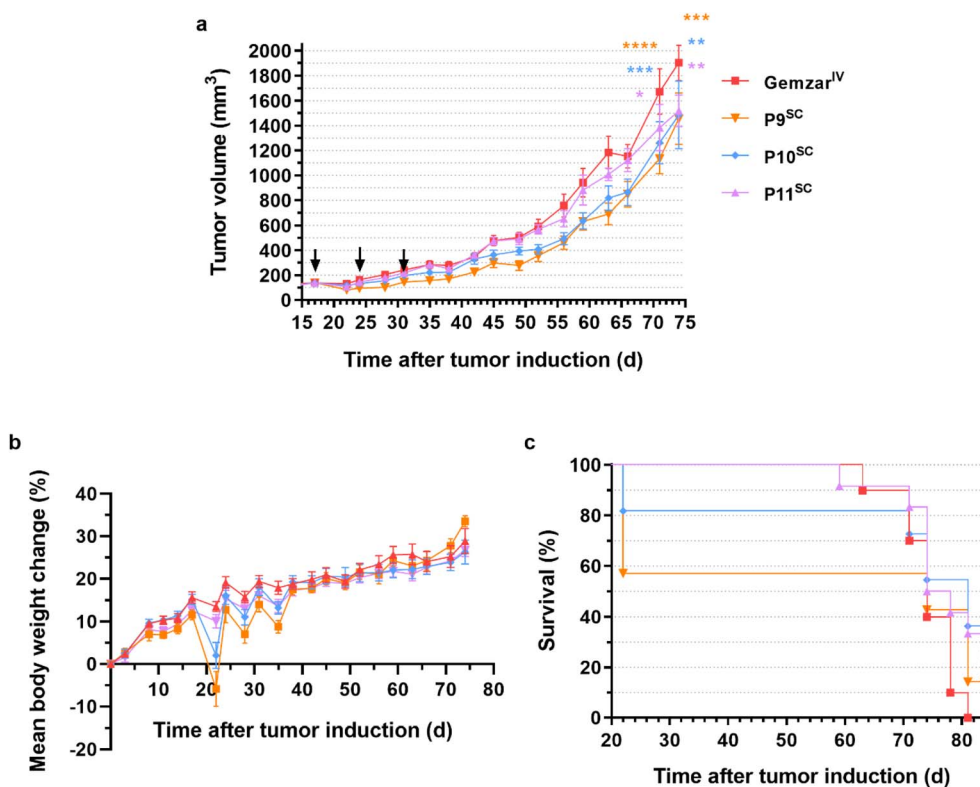 a
2000
1800
1600
1400
1200
1000
800
600
400
200
0
Tumor volume (mm³)
15 20 25 30 35 40 45 50 55 60 65 70 75
Time after tumor induction (d)
****
***
*
***
**
**
Gemzar^IV
P9^SC
P10^SC
P11^SC
b
40
30
20
10
0
-10
-20
Mean body weight change (%)
10 20 30 40 50 60 70 80
Time after tumor induction (d)
c
100
80
60
40
20
0
Survival (%)
20 30 40 50 60 70 80
Time after tumor induction (d)